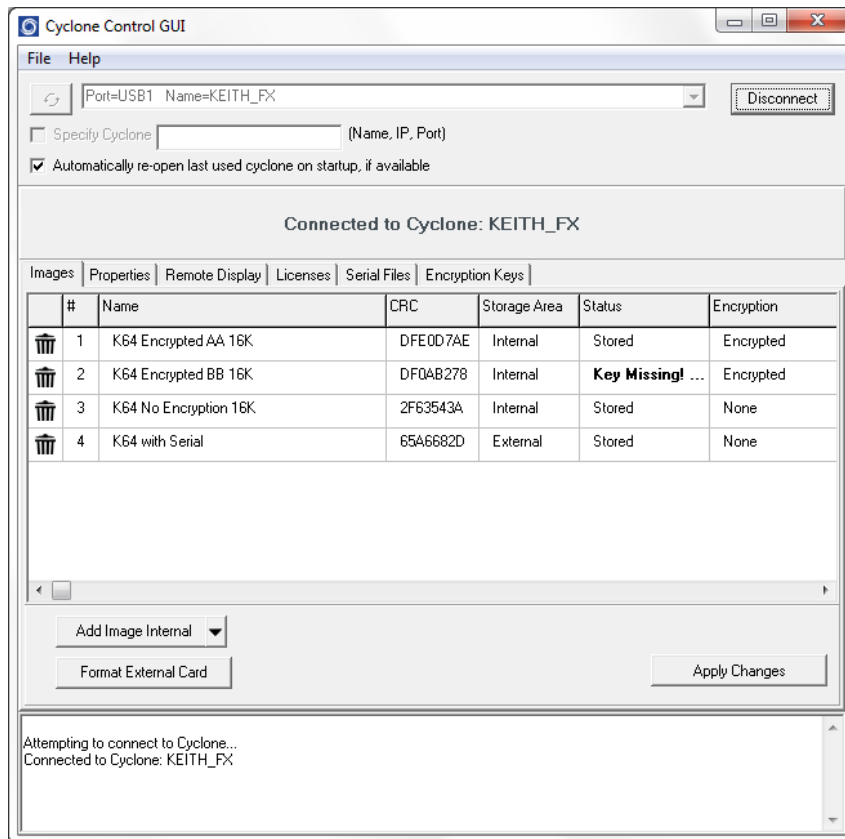 Cyclone Control GUI
File Help
Port=USB1 Name=KEITH_FX
Disconnect
Specify Cyclone (Name, IP, Port)
Automatically re-open last used cyclone on startup, if available
Connected to Cyclone: KEITH_FX
Images Properties Remote Display Licenses Serial Files Encryption Keys
# Name CRC Storage Area Status Encryption
1 K64 Encrypted AA 16K DFE0D7AE Internal Stored Encrypted
2 K64 Encrypted BB 16K DF0AB278 Internal Key Missing! ... Encrypted
3 K64 No Encryption 16K 2F63543A Internal Stored None
4 K64 with Serial 65A6682D External Stored None
Add Image Internal
Format External Card
Apply Changes
Attempting to connect to Cyclone...
Connected to Cyclone: KEITH_FX